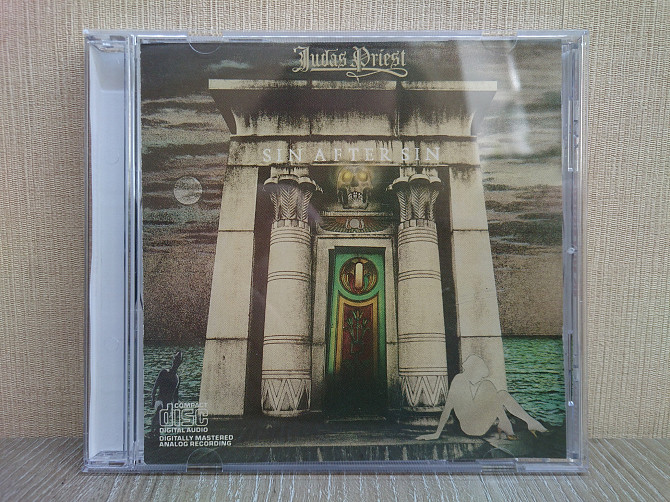 Judas Priest
SIN AFTER SIN
COMPACT
disc
DIGITAL AUDIO
DIGITALLY MASTERED
ANALOG RECORDING